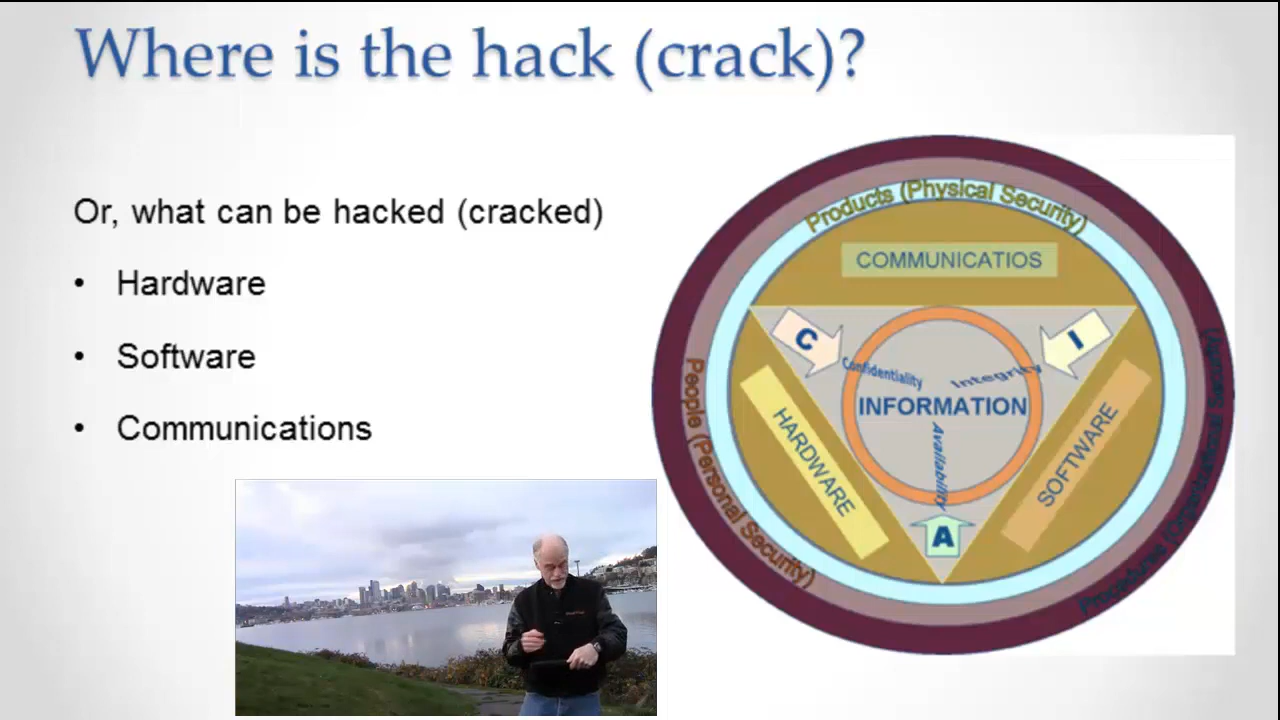 Where is the hack (crack)?
Or, what can be hacked (cracked)
• Hardware
• Software
• Communications
Products (Physical Security)
COMMUNICATIOS
C
I
Confidentiality
Integrity
INFORMATION
Availability
A
HARDWARE
SOFTWARE
People (Personal Security)
Procedures (Organizational Security)